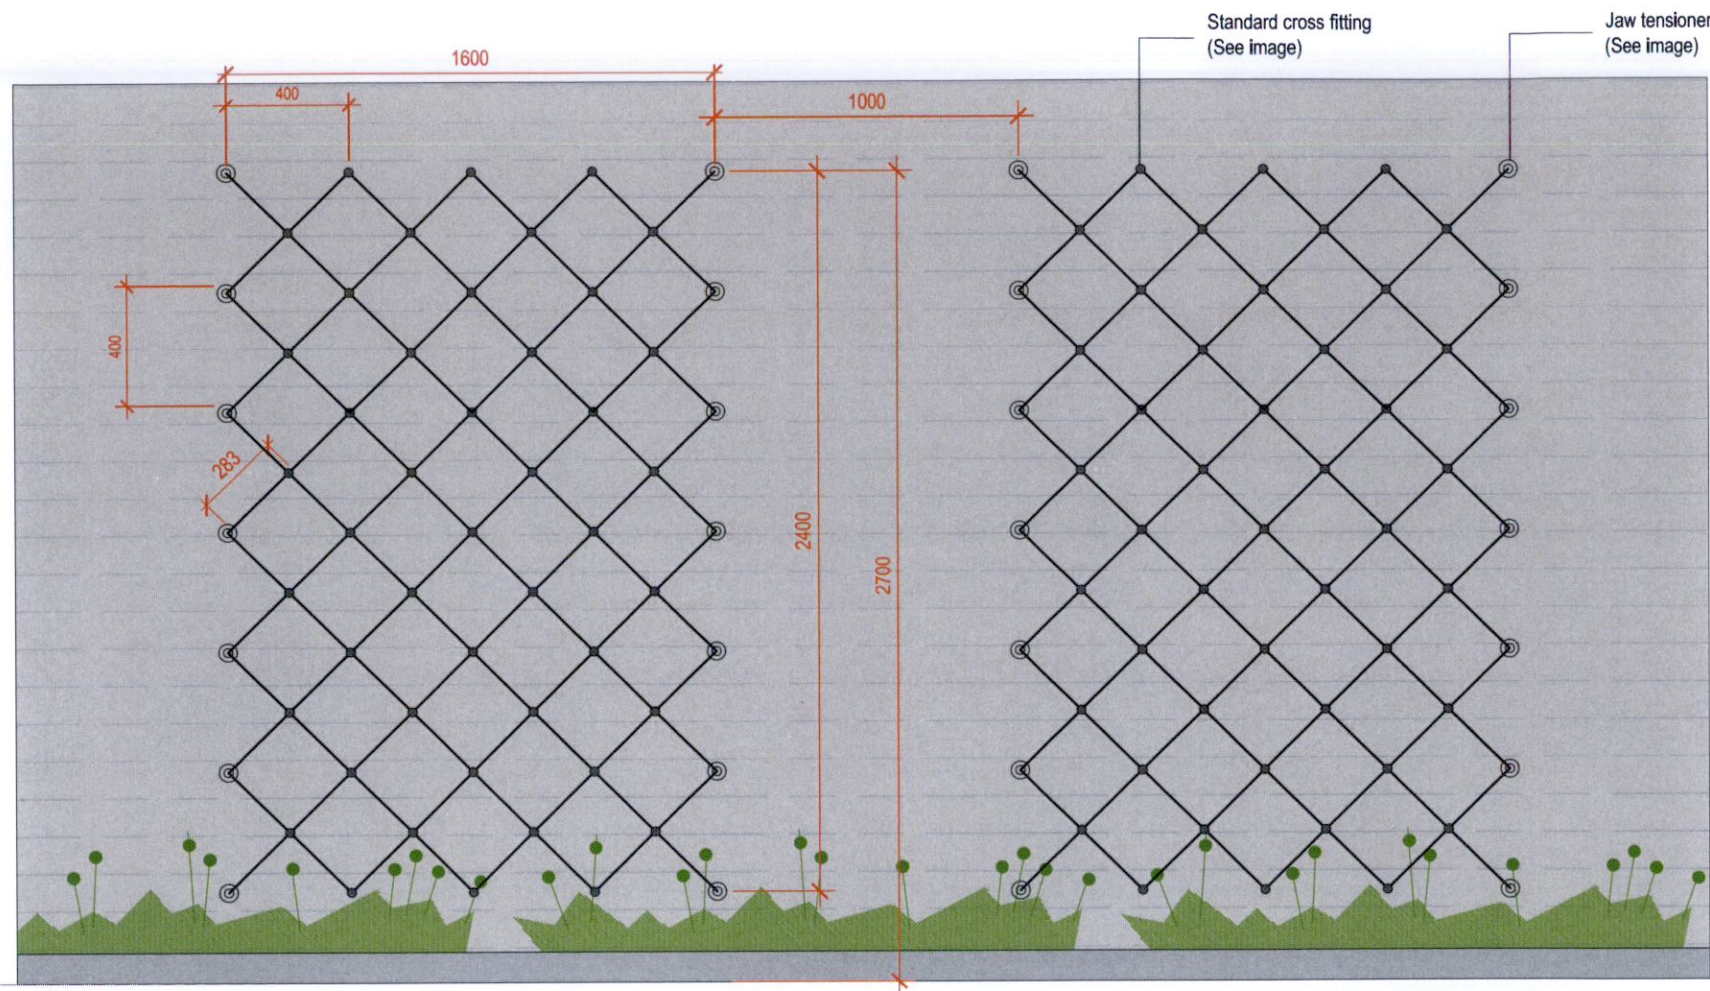 Standard cross fitting
(See image)
Jaw tensioner
(See image)
1600
400
1000
400
283
2400
2700